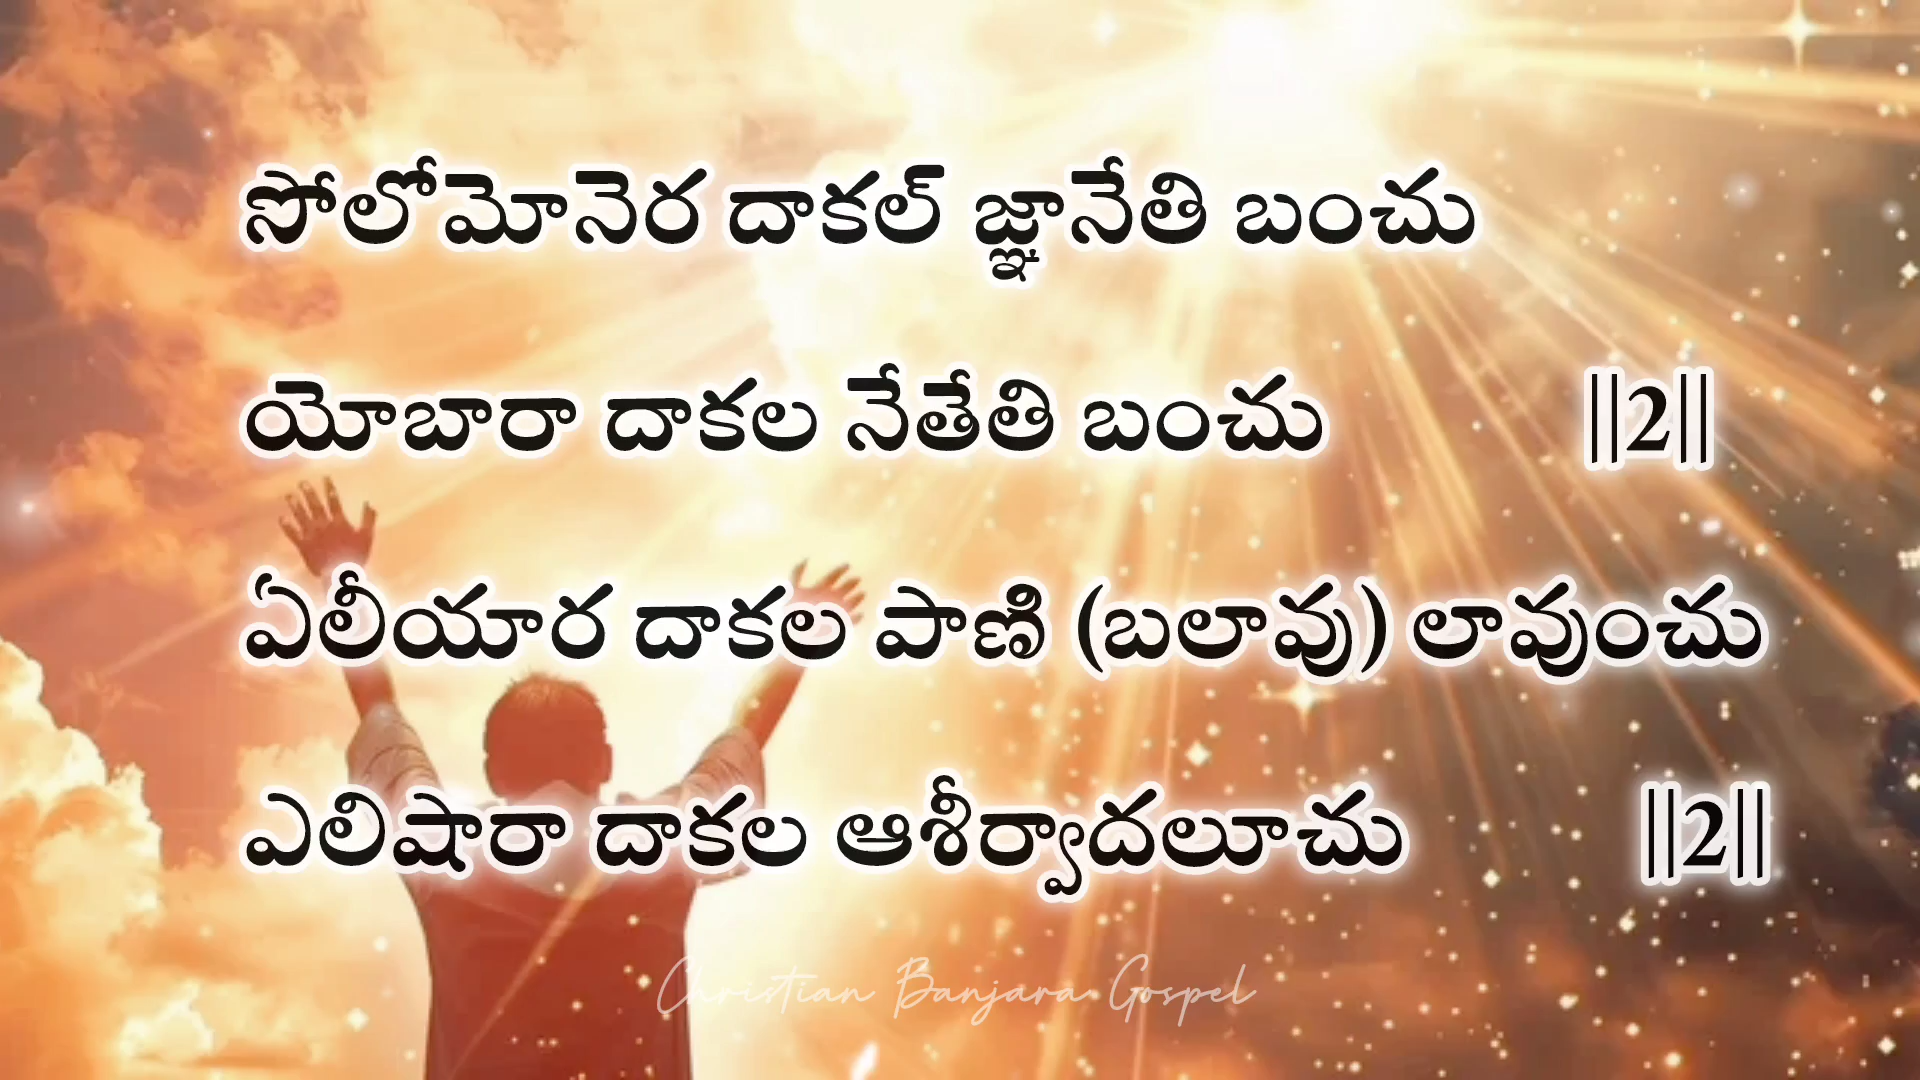 సోలోమోనెర దాకల్ జ్ఞానేతి బంచు
యోబారా దాకల నేతేతి బంచు ||2||
ఏలీయార దాకల పాణి (బలావు) లావుంచు
ఎలిషారా దాకల ఆశీర్వాదలూచు ||2||
Christian Banjara Gospel